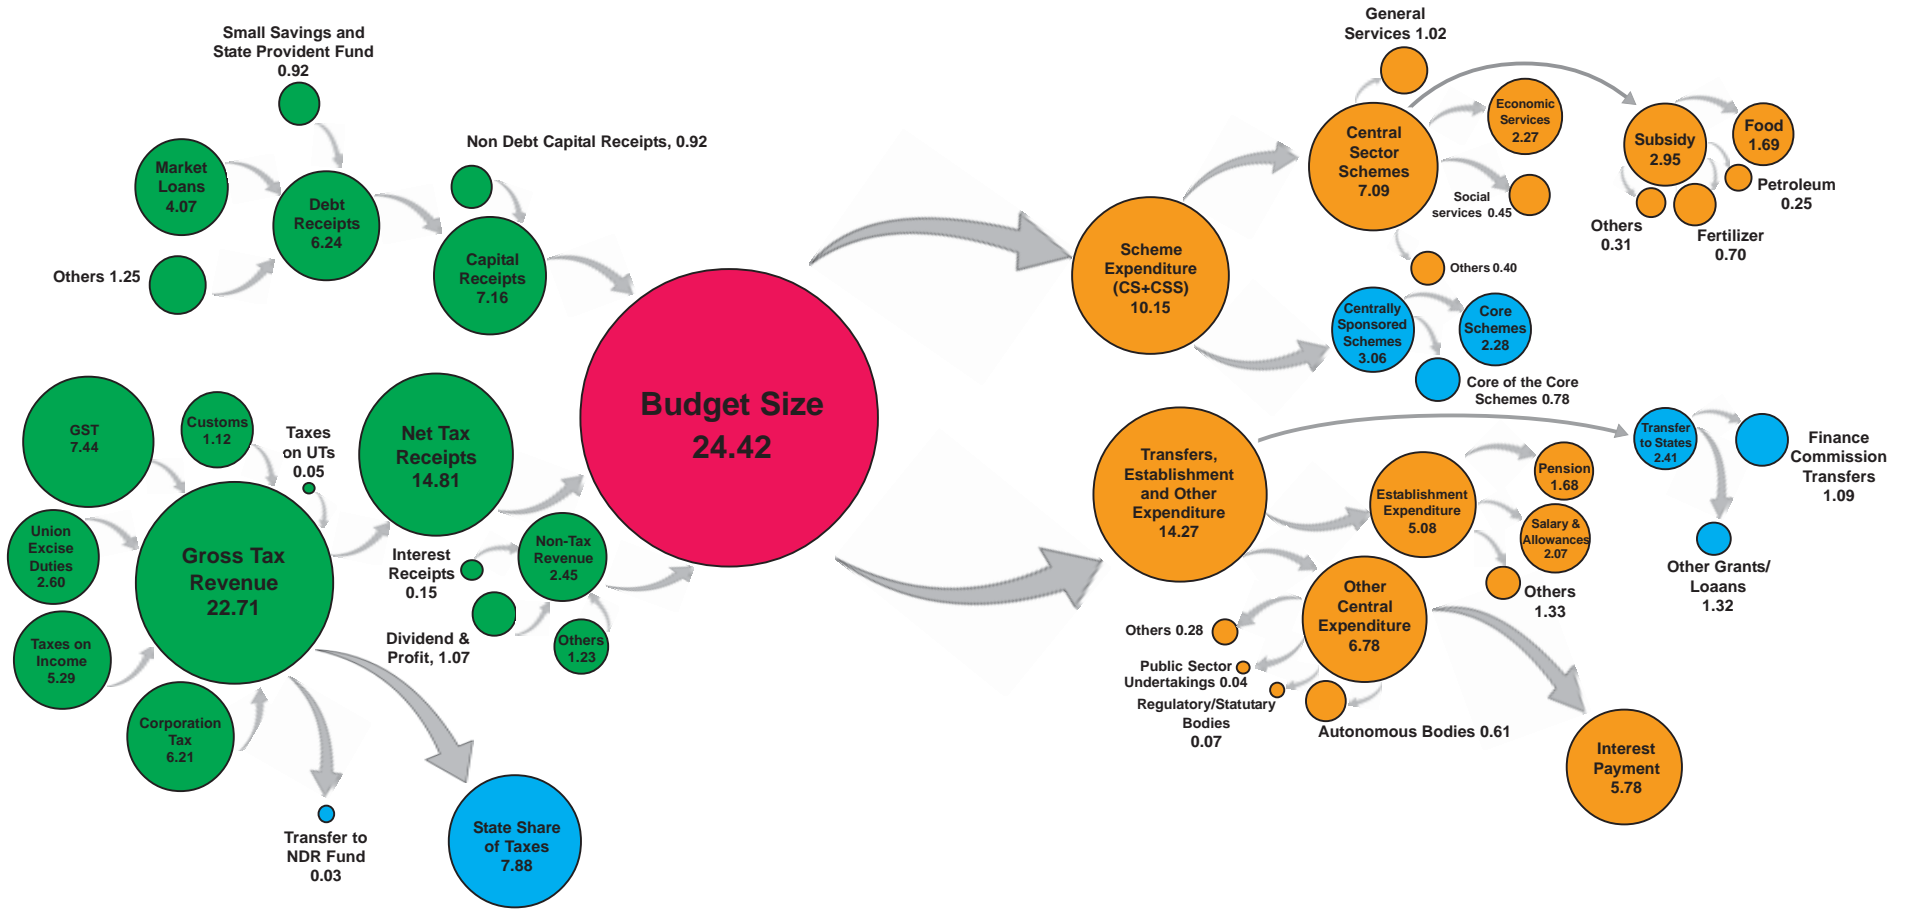 Small Savings and
State Provident Fund
0.92
Market
Loans
4.07
Debt
Receipts
6.24
Others 1.25
Non Debt Capital Receipts, 0.92
Capital
Receipts
7.16
GST
7.44
Customs
1.12
Taxes
on UTs
0.05
Union
Excise
Duties
2.60
Gross Tax
Revenue
22.71
Taxes on
Income
5.29
Corporation
Tax
6.21
Transfer to
NDR Fund
0.03
State Share
of Taxes
7.88
Net Tax
Receipts
14.81
Interest
Receipts
0.15
Non-Tax
Revenue
2.45
Dividend &
Profit, 1.07
Others
1.23
Budget Size
24.42
Scheme
Expenditure
(CS+CSS)
10.15
General
Services 1.02
Central
Sector
Schemes
7.09
Economic
Services
2.27
Social
services 0.45
Others 0.40
Subsidy
2.95
Food
1.69
Petroleum
0.25
Others
0.31
Fertilizer
0.70
Centrally
Sponsored
Schemes
3.06
Core
Schemes
2.28
Core of the Core
Schemes 0.78
Transfers,
Establishment
and Other
Expenditure
14.27
Establishment
Expenditure
5.08
Pension
1.68
Salary &
Allowances
2.07
Others
1.33
Transfer
to States
2.41
Finance
Commission
Transfers
1.09
Other Grants/
Loaans
1.32
Other
Central
Expenditure
6.78
Others 0.28
Public Sector
Undertakings 0.04
Regulatory/Statutary
Bodies
0.07
Autonomous Bodies 0.61
Interest
Payment
5.78